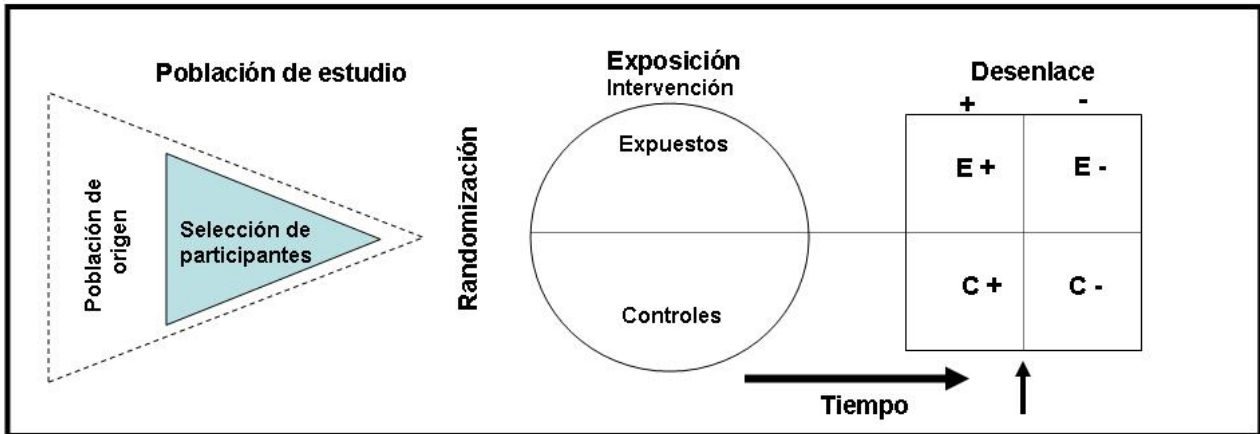 Población de estudio
Población de
origen
Selección de
participantes
Randomización
Exposición
Intervención
Expuestos
Controles
Tiempo
Desenlace
+ -
E + E -
C + C -